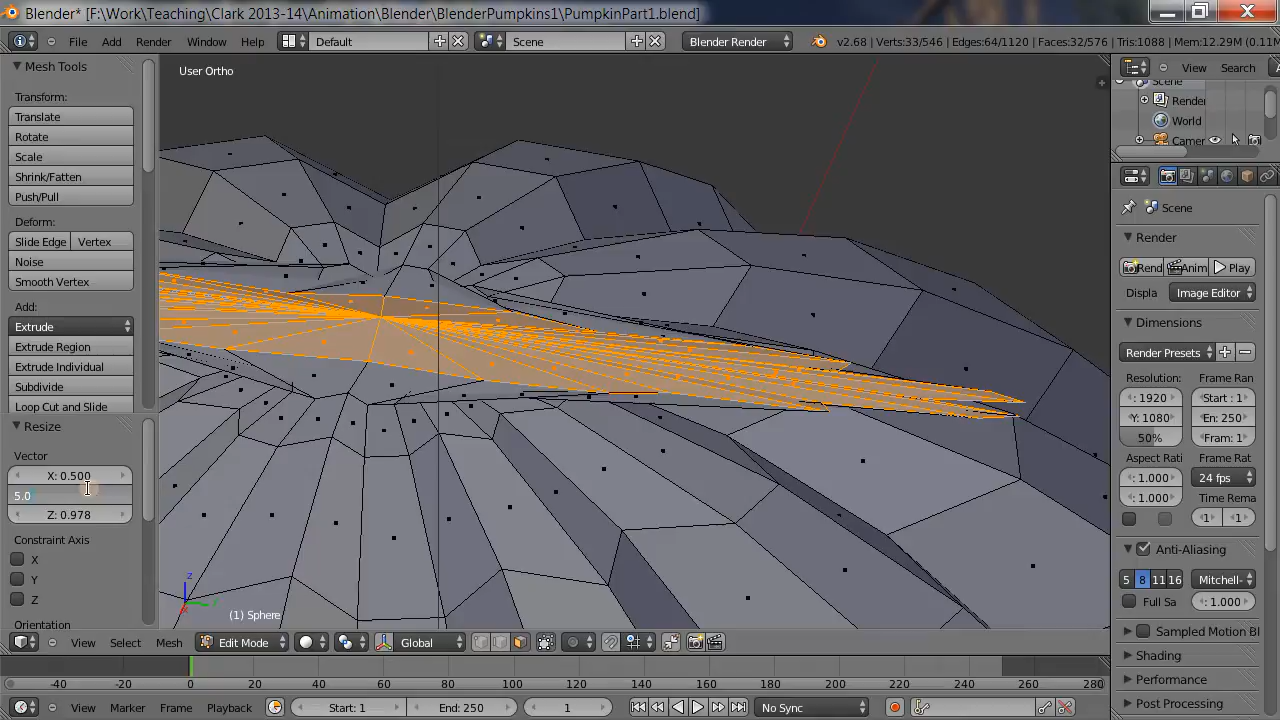 Blender* [F:\Work\Teaching\Clark 2013-14\Animation\Blender\BlenderPumpkins1\PumpkinPart1.blend]
File Add Render Window Help Default Scene Blender Render v2.68 | Verts:33/546 | Edges:64/1120 | Faces:32/576 | Tris:1088 | Mem:12.29M (0.11M
Mesh Tools
User Ortho
View Search
Scene
Render
World
Camer
Transform:
Translate
Rotate
Scale
Shrink/Fatten
Push/Pull
Deform:
Slide Edge Vertex
Noise
Smooth Vertex
Add:
Extrude
Extrude Region
Extrude Individual
Subdivide
Loop Cut and Slide
Resize
Vector
X: 0.500
5.0
Z: 0.978
Constraint Axis
X
Y
Z
Orientation
z
(1) Sphere
Scene
Render
Rend Anim Play
Displa Image Editor
Dimensions
Render Presets
Resolution: Frame Ran
: 1920 Start : 1
Y: 1080 En: 250
50% Fram: 1
Aspect Rati Frame Rat
: 1.000 24 fps
: 1.000 Time Rema
1 1
Anti-Aliasing
5 8 11 16 Mitchell-
Full Sa : 1.000
Sampled Motion Bl
Shading
Performance
Post Processing
View Select Mesh Edit Mode Global
-40 -20 0 20 40 60 80 100 120 140 160 180 200 220 240 260 280
View Marker Frame Playback Start: 1 End: 250 1 No Sync